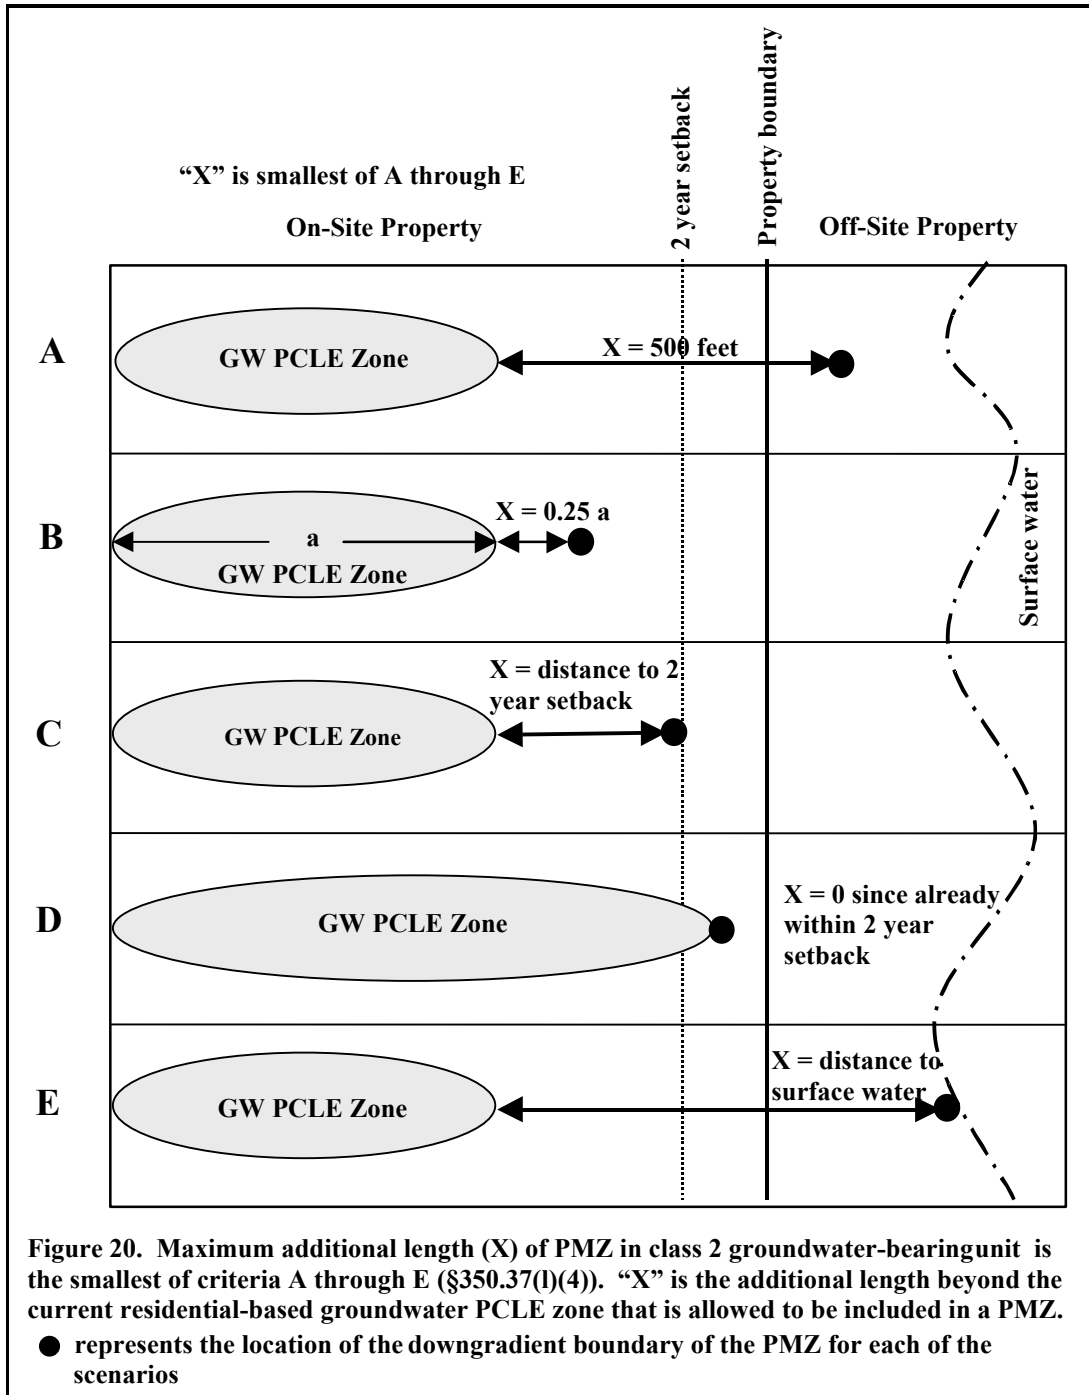 2 year setback
Property boundary
“X” is smallest of A through E
On-Site Property
Off-Site Property
A
GW PCLE Zone
X = 500 feet
B
X = 0.25 a
a
GW PCLE Zone
Surface water
C
X = distance to 2
year setback
GW PCLE Zone
D
GW PCLE Zone
X = 0 since already
within 2 year
setback
E
GW PCLE Zone
X = distance to
surface water
Figure 20. Maximum additional length (X) of PMZ in class 2 groundwater-bearingunit is
the smallest of criteria A through E (§350.37(l)(4)). “X” is the additional length beyond the
current residential-based groundwater PCLE zone that is allowed to be included in a PMZ.
represents the location of the downgradient boundary of the PMZ for each of the
scenarios